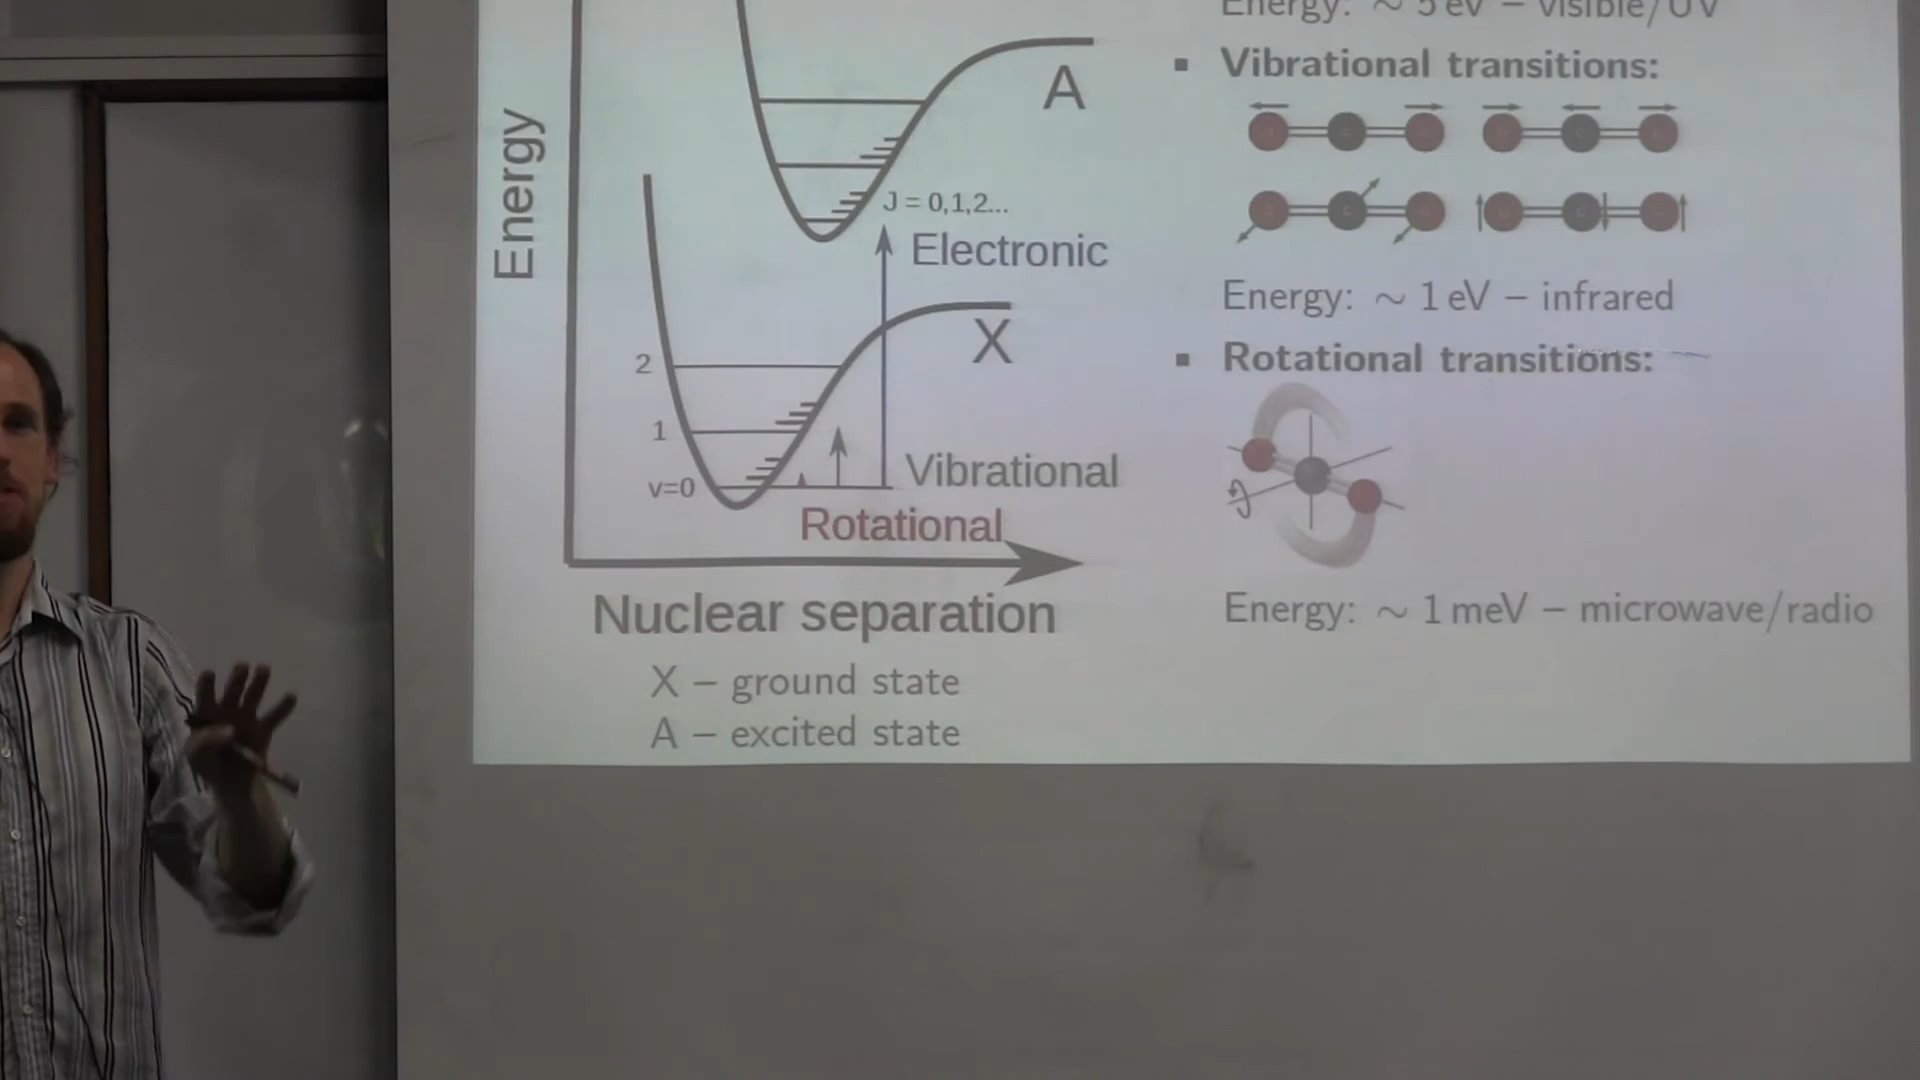 Energy: ~ 5 eV – visible/UV
Energy
A
J = 0,1,2...
Electronic
X
2
1
v=0
Vibrational
Rotational
Nuclear separation
X – ground state
A – excited state
▪ Vibrational transitions:
Energy: ~ 1 eV – infrared
▪ Rotational transitions:
Energy: ~ 1 meV – microwave/radio